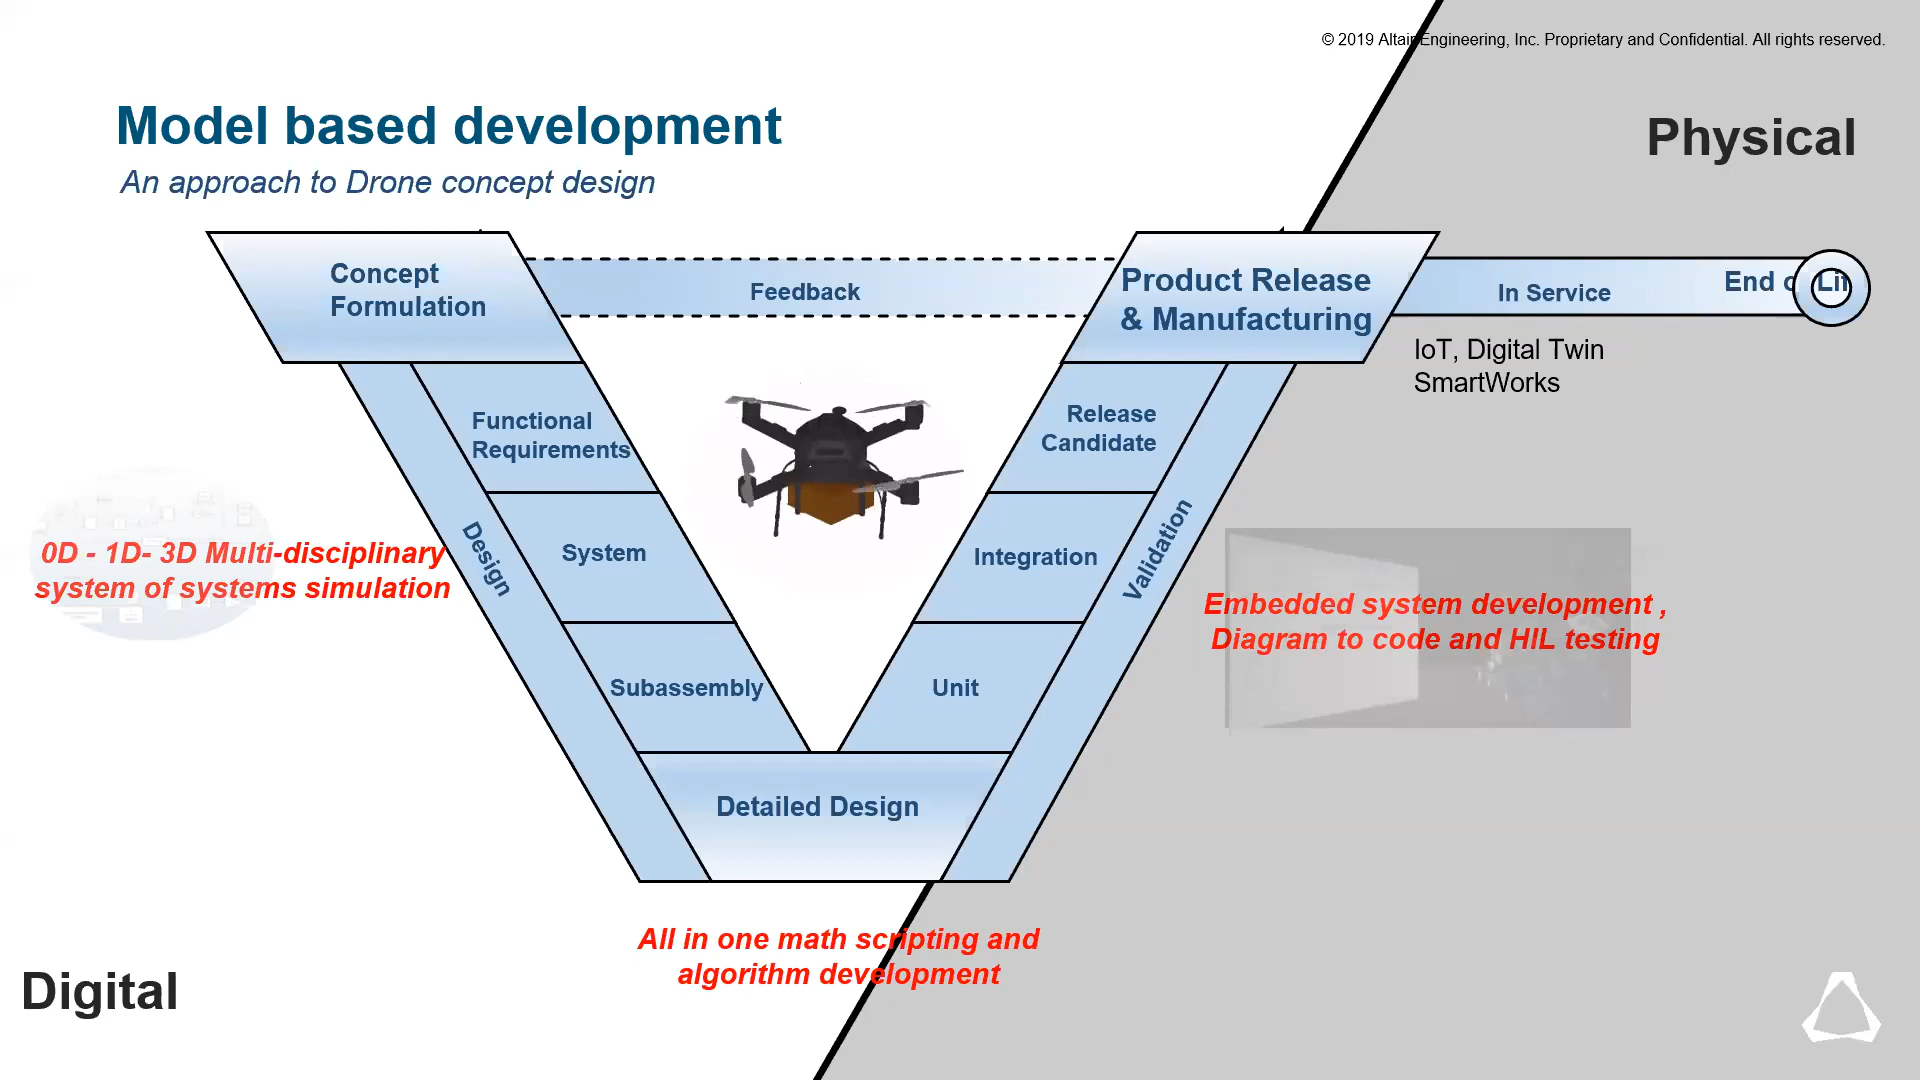 © 2019 Altair Engineering, Inc. Proprietary and Confidential. All rights reserved.
Model based development
An approach to Drone concept design
Physical
Concept
Formulation
Feedback
Product Release
& Manufacturing
In Service
End o Lif
IoT, Digital Twin
SmartWorks
Functional
Requirements
Release
Candidate
0D - 1D- 3D Multi-disciplinary
system of systems simulation
Design
System
Integration
Validation
Embedded system development ,
Diagram to code and HIL testing
Subassembly
Unit
Detailed Design
All in one math scripting and
algorithm development
Digital